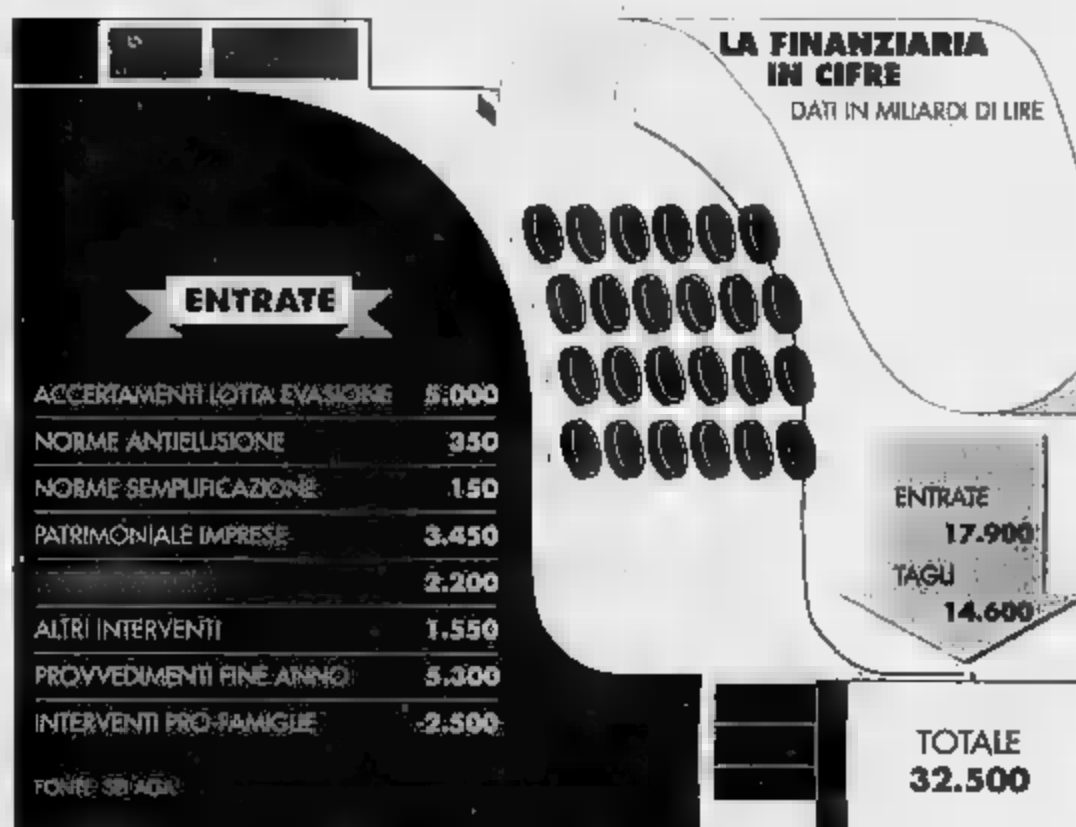 LA FINANZIARIA
IN CIFRE
DATI IN MILIARDI DI LIRE
ENTRATE
ACCERTAMENTI LOTTA EVASIONE 5.000
NORME ANTIELUSIONE 350
NORME SEMPLIFICAZIONE 150
PATRIMONIALE IMPRESE 3.450
2.200
ALTRI INTERVENTI 1.550
PROVVEDIMENTI FINE ANNO 5.300
INTERVENTI PRO-FAMIGLIE -2.500
FONTE:
ENTRATE
17.900
TAGLI
14.600
TOTALE
32.500